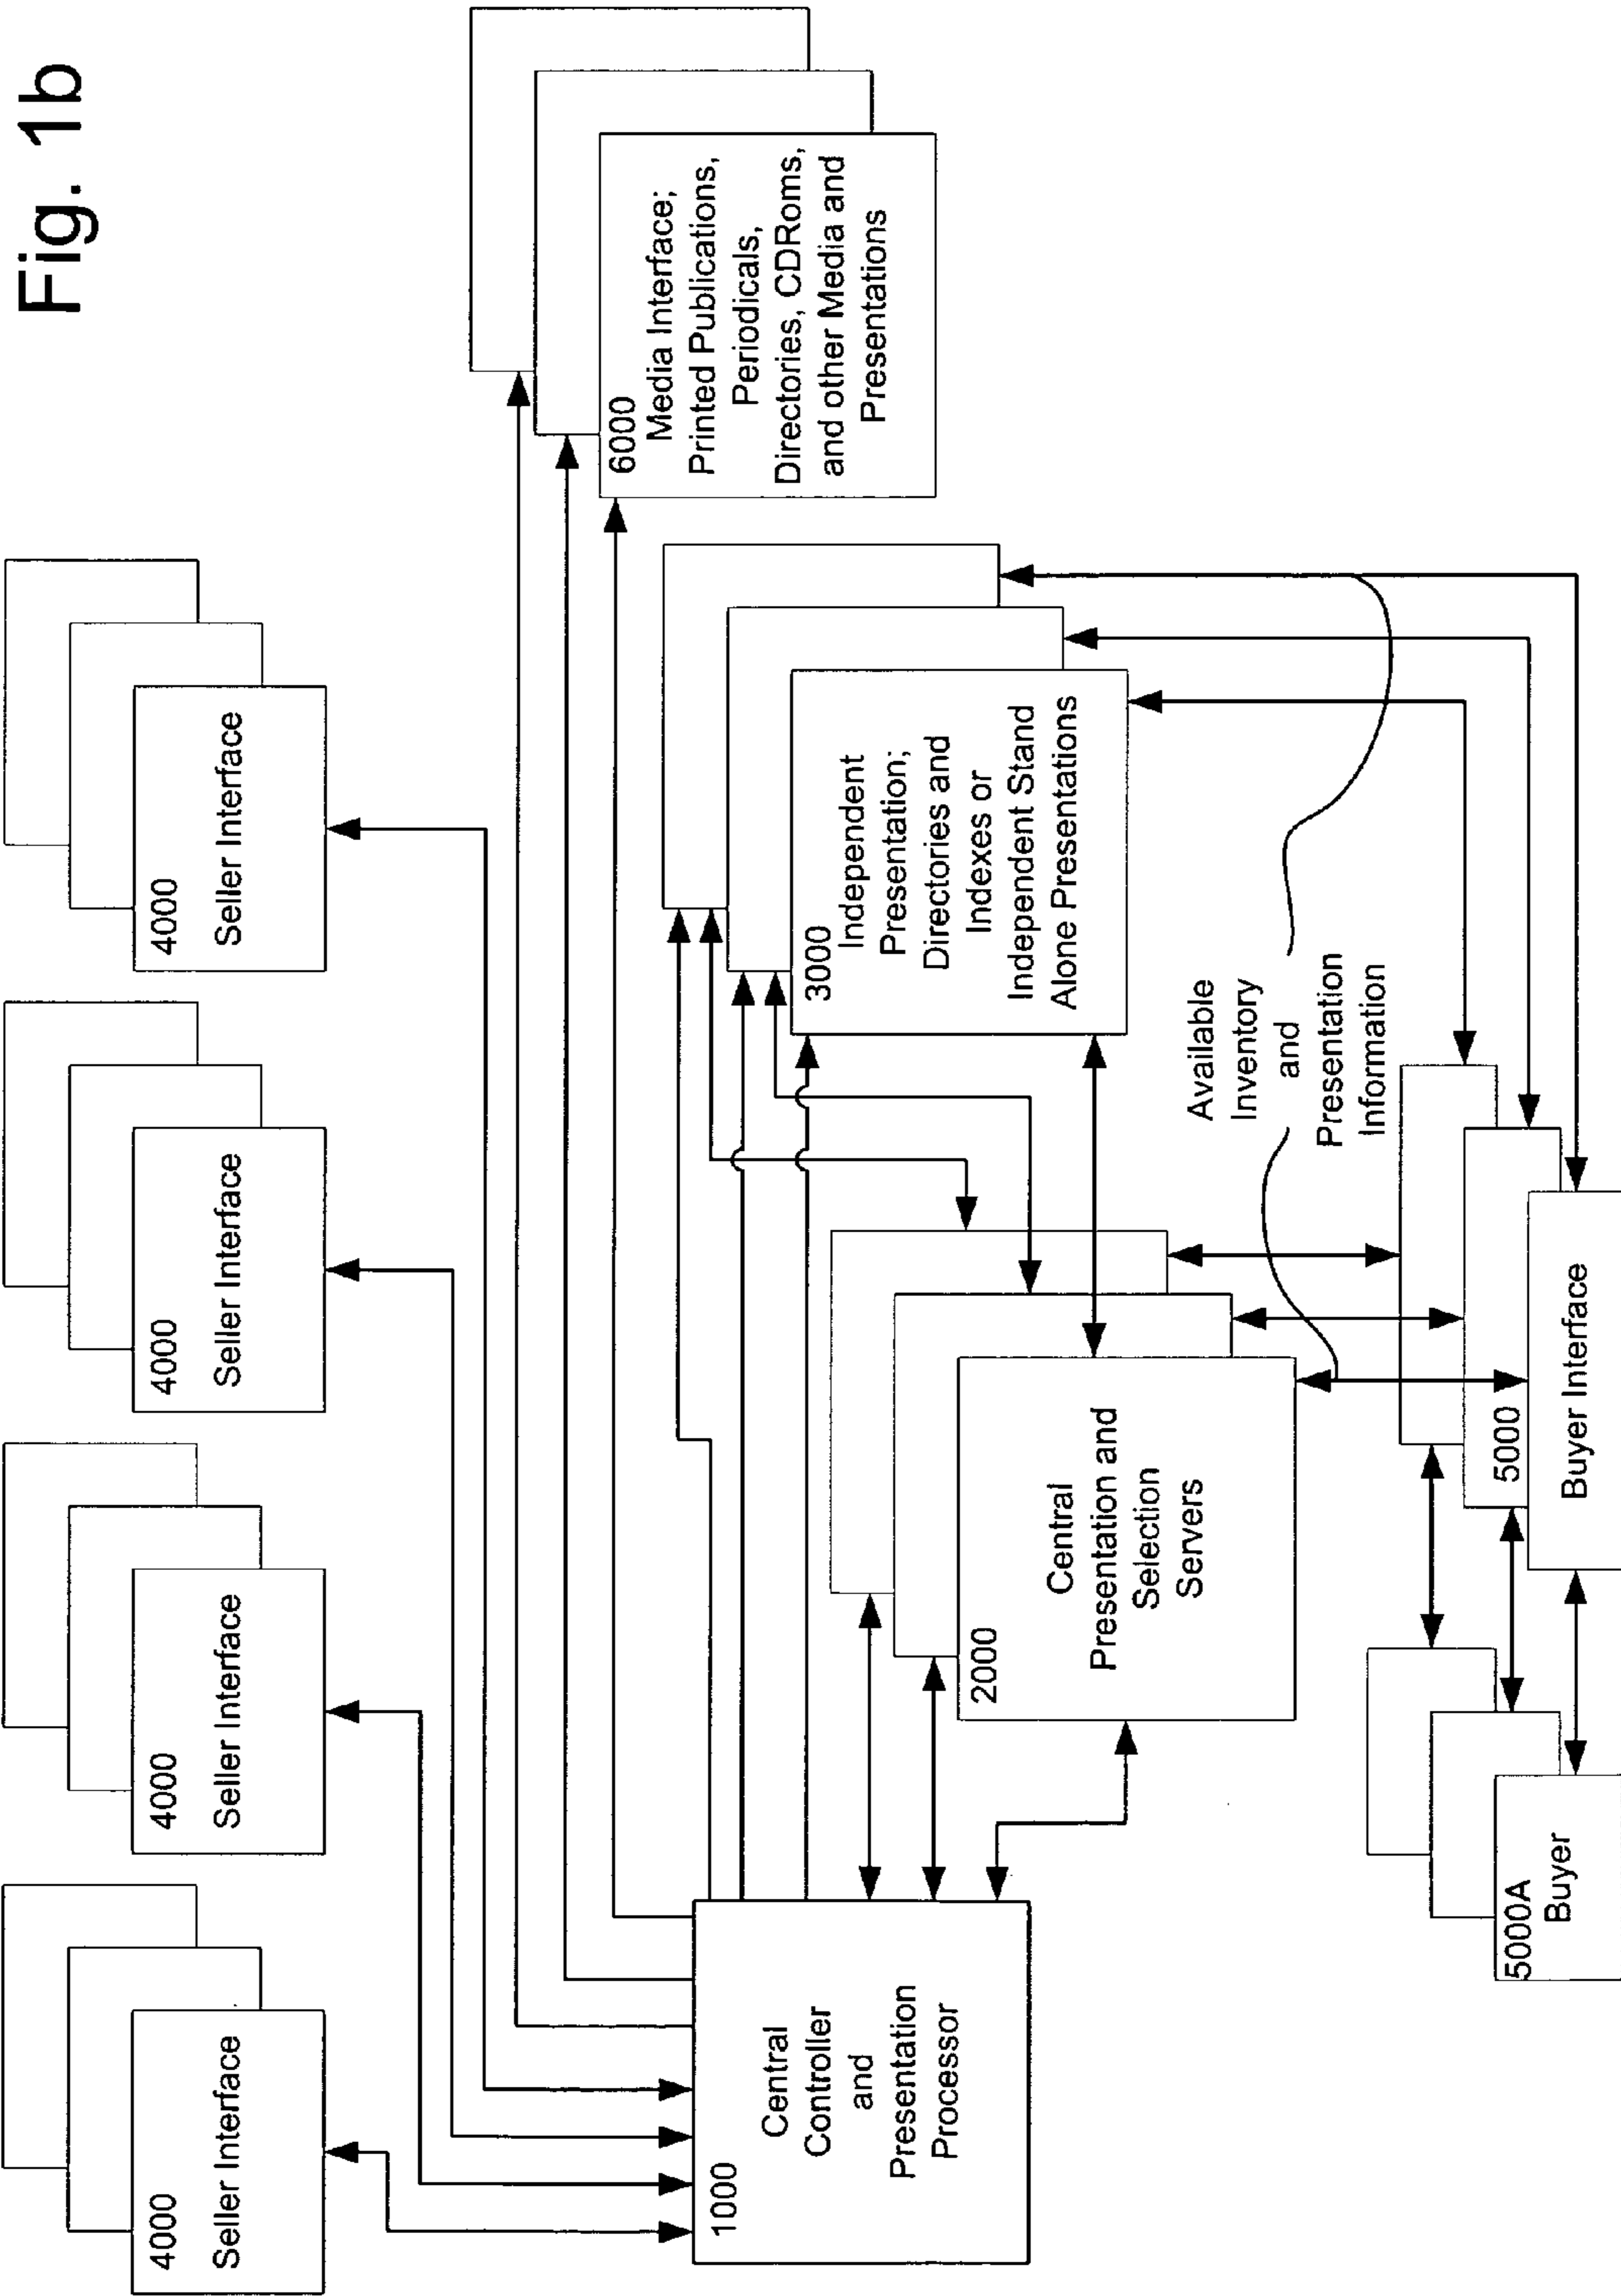 Fig. 1b
4000
Seller Interface
4000
Seller Interface
4000
Seller Interface
4000
Seller Interface
6000
Media Interface;
Printed Publications,
Periodicals,
Directories, CDRoms,
and other Media and
Presentations
1000
Central
Controller
and
Presentation
Processor
2000
Central
Presentation and
Selection
Servers
3000
Independent
Presentation;
Directories and
Indexes or
Independent Stand
Alone Presentations
Available
Inventory
and
Presentation
Information
5000A
Buyer
5000
Buyer Interface